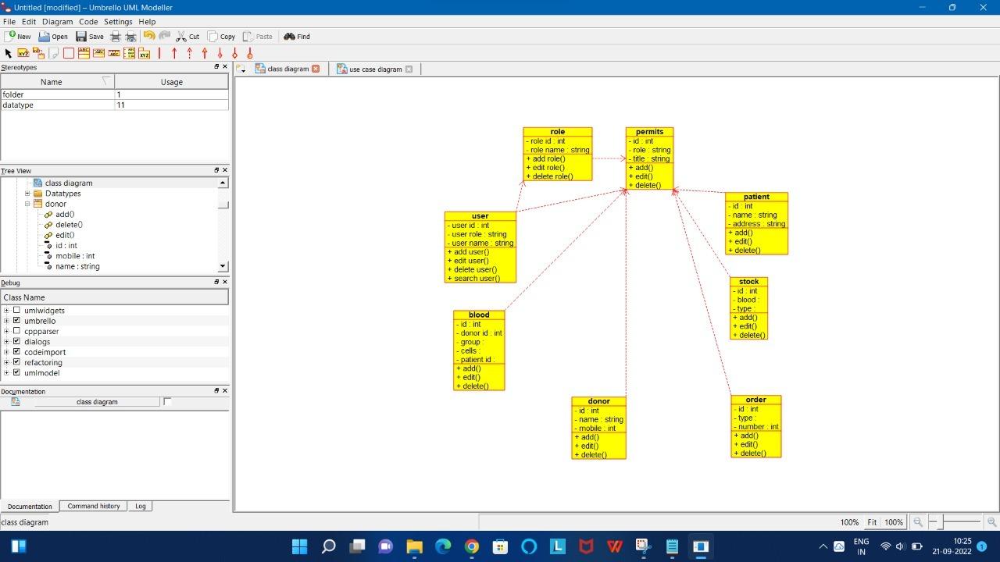 Untitled [modified] – Umbrello UML Modeller
File Edit Diagram Code Settings Help
New Open Save Cut Copy Paste Find
Stereotypes
Name Usage
folder 1
datatype 11
Tree View
class diagram
Datatypes
donor
add()
delete()
edit()
id : int
mobile : int
name : string
Debug
Class Name
umlwidgets
umbrello
cppparser
dialogs
codeimport
refactoring
umlmodel
Documentation
class diagram
Documentation Command history Log
class diagram
class diagram use case diagram
role
- role id : int
- role name : string
+ add role()
+ edit role()
+ delete role()
permits
- id : int
- role : string
- title : string
+ add()
+ edit()
+ delete()
user
- user id : int
- user role : string
- user name : string
+ add user()
+ edit user()
+ delete user()
+ search user()
patient
- id : int
- name : string
- address : string
+ add()
+ edit()
+ delete()
stock
- id : int
- blood :
- type :
+ add()
+ edit()
+ delete()
blood
- id : int
- donor id : int
- group :
- cells :
- patient id :
+ add()
+ edit()
+ delete()
donor
- id : int
- name : string
- mobile : int
+ add()
+ edit()
+ delete()
order
- id : int
- type :
- number : int
+ add()
+ edit()
+ delete()
100% Fit 100%
ENG
IN
10:25
21-09-2022